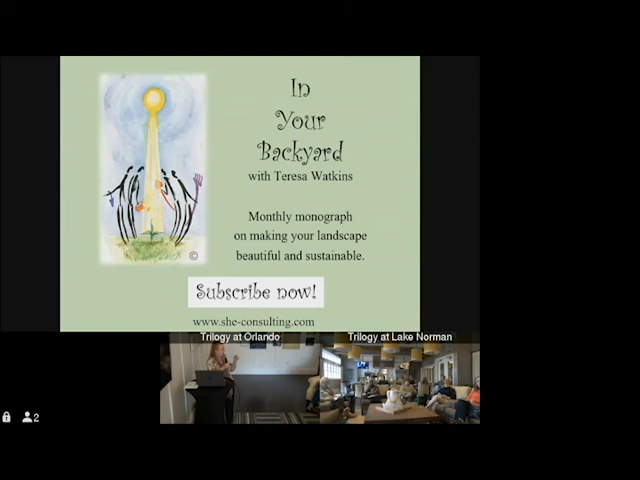 In
Your
Backyard
with Teresa Watkins
Monthly monograph
on making your landscape
beautiful and sustainable.
©
Subscribe now!
www.she-consulting.com
Trilogy at Orlando
Trilogy at Lake Norman
2